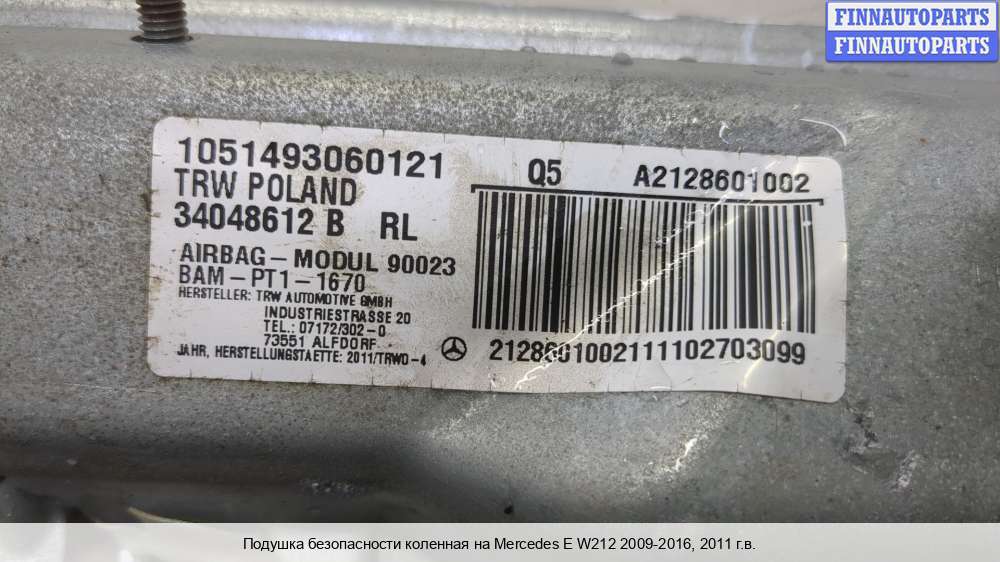 FINNAUTOPARTS
FINNAUTOPARTS
1051493060121
TRW POLAND
34048612 B RL
AIRBAG-MODUL 90023
BAM-PT1-1670
HERSTELLER: TRW AUTOMOTIVE GMBH
INDUSTRIESTRASSE 20
TEL.: 07172/302-0
73551 ALFDORF
JAHR, HERSTELLUNGSTAETTE: 2011/TRWO-4
Q5 A2128601002
2128601002111102703099
Подушка безопасности коленная на Mercedes E W212 2009-2016, 2011 г.в.